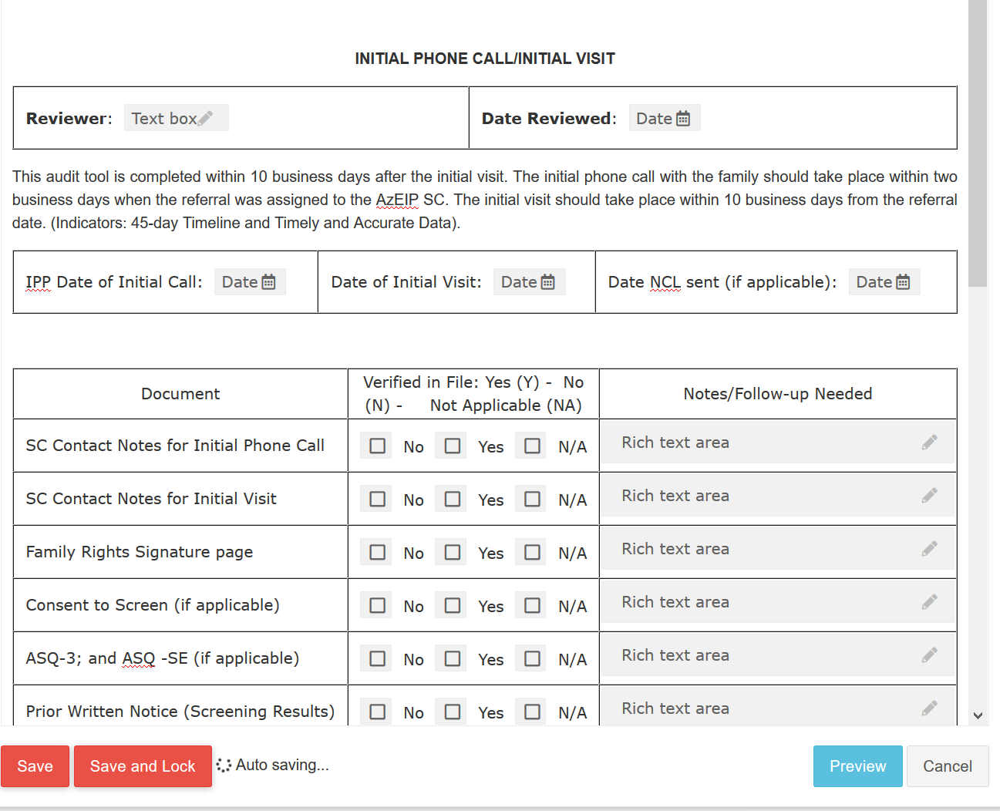 INITIAL PHONE CALL/INITIAL VISIT
Reviewer: Text box
Date Reviewed: Date
This audit tool is completed within 10 business days after the initial visit. The initial phone call with the family should take place within two
business days when the referral was assigned to the AzEIP SC. The initial visit should take place within 10 business days from the referral
date. (Indicators: 45-day Timeline and Timely and Accurate Data).
IPP Date of Initial Call: Date
Date of Initial Visit: Date
Date NCL sent (if applicable): Date
Document
Verified in File: Yes (Y) - No
(N) - Not Applicable (NA)
Notes/Follow-up Needed
SC Contact Notes for Initial Phone Call
No Yes N/A
Rich text area
SC Contact Notes for Initial Visit
No Yes N/A
Rich text area
Family Rights Signature page
No Yes N/A
Rich text area
Consent to Screen (if applicable)
No Yes N/A
Rich text area
ASQ-3; and ASQ -SE (if applicable)
No Yes N/A
Rich text area
Prior Written Notice (Screening Results)
No Yes N/A
Rich text area
Save
Save and Lock
Auto saving...
Preview
Cancel